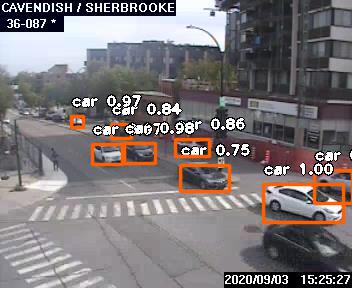 CAVENDISH / SHERBROOKE
36-087 *
car 0.97
car 0.84
car 0.98
car 0.86
car 0.75
car 1.00
2020/09/03 15:25:27